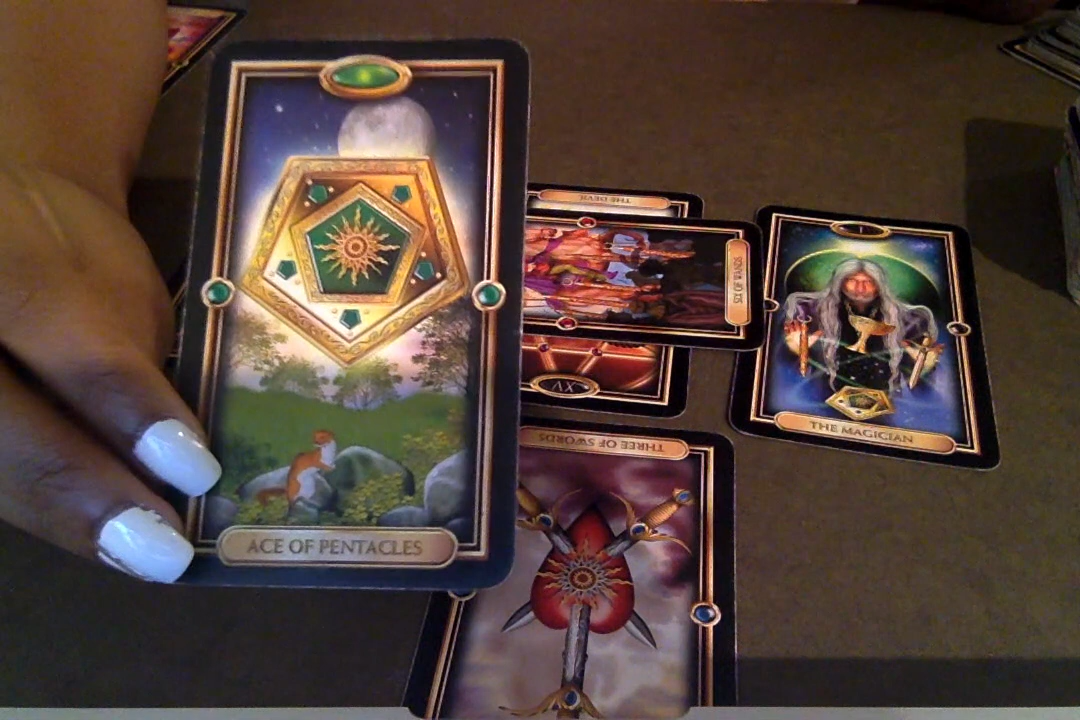 ACE OF PENTACLES
THE DEVIL
SIX OF WANDS
XV
I
THE MAGICIAN
THREE OF SWORDS